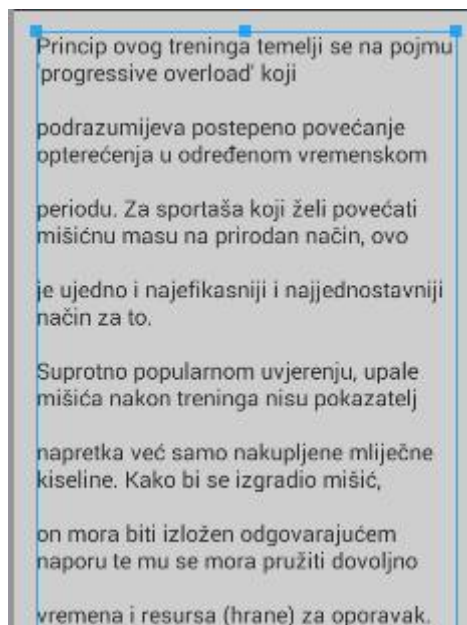 Princip ovog treninga temelji se na pojmu
'progressive overload' koji
podrazumijeva postepeno povećanje
opterećenja u određenom vremenskom
periodu. Za sportaša koji želi povećati
mišićnu masu na prirodan način, ovo
je ujedno i najefikasniji i najjednostavniji
način za to.
Suprotno popularnom uvjerenju, upale
mišića nakon treninga nisu pokazatelj
napretka već samo nakupljene mliječne
kiseline. Kako bi se izgradio mišić,
on mora biti izložen odgovarajućem
naporu te mu se mora pružiti dovoljno
vremena i resursa (hrane) za oporavak.